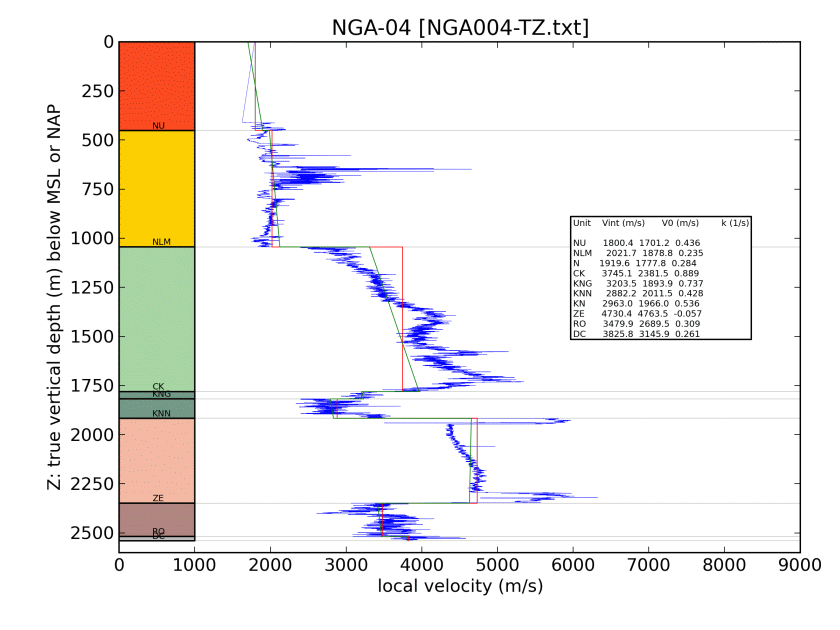 NGA-04 [NGA004-TZ.txt]
Z: true vertical depth (m) below MSL or NAP
0
250
500
750
1000
1250
1500
1750
2000
2250
2500
NU
NLM
CK
KNG
KNN
ZE
RO
DC
Unit Vint (m/s) V0 (m/s) k (1/s)
NU 1800.4 1701.2 0.436
NLM 2021.7 1878.8 0.235
N 1919.6 1777.8 0.284
CK 3745.1 2381.5 0.889
KNG 3203.5 1893.9 0.737
KNN 2882.2 2011.5 0.428
KN 2963.0 1966.0 0.536
ZE 4730.4 4763.5 -0.057
RO 3479.9 2689.5 0.309
DC 3825.8 3145.9 0.261
0 1000 2000 3000 4000 5000 6000 7000 8000 9000
local velocity (m/s)